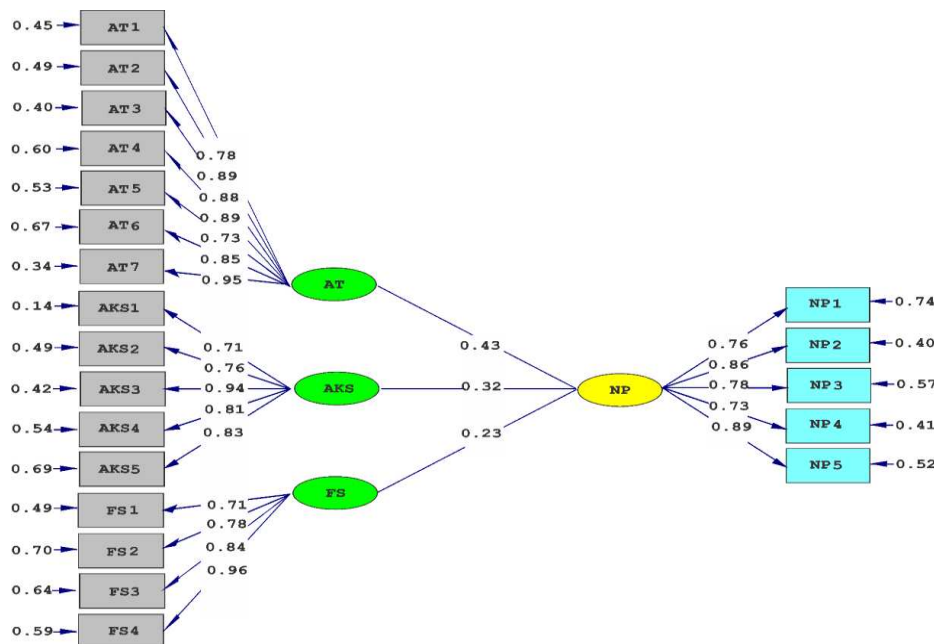 0.45 AT1
0.49 AT2
0.40 AT3
0.60 AT4
0.53 AT5
0.67 AT6
0.34 AT7
0.14 AKS1
0.49 AKS2
0.42 AKS3
0.54 AKS4
0.69 AKS5
0.49 FS1
0.70 FS2
0.64 FS3
0.59 FS4
0.78
0.89
0.88
0.89
0.73
0.85
0.95
0.71
0.76
0.94
0.81
0.83
0.71
0.78
0.84
0.96
AT
AKS
FS
0.43
0.32
0.23
NP
0.76
0.86
0.78
0.73
0.89
NP1 0.74
NP2 0.40
NP3 0.57
NP4 0.41
NP5 0.52